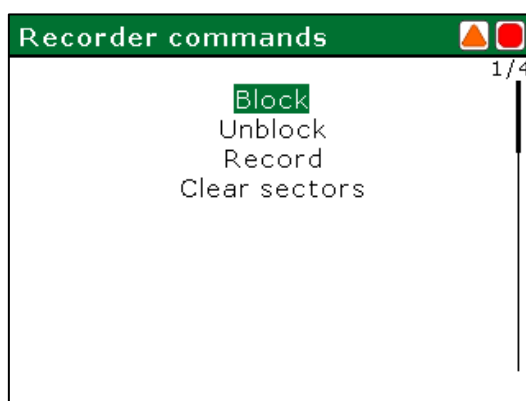 Recorder commands
1/4
Block
Unblock
Record
Clear sectors